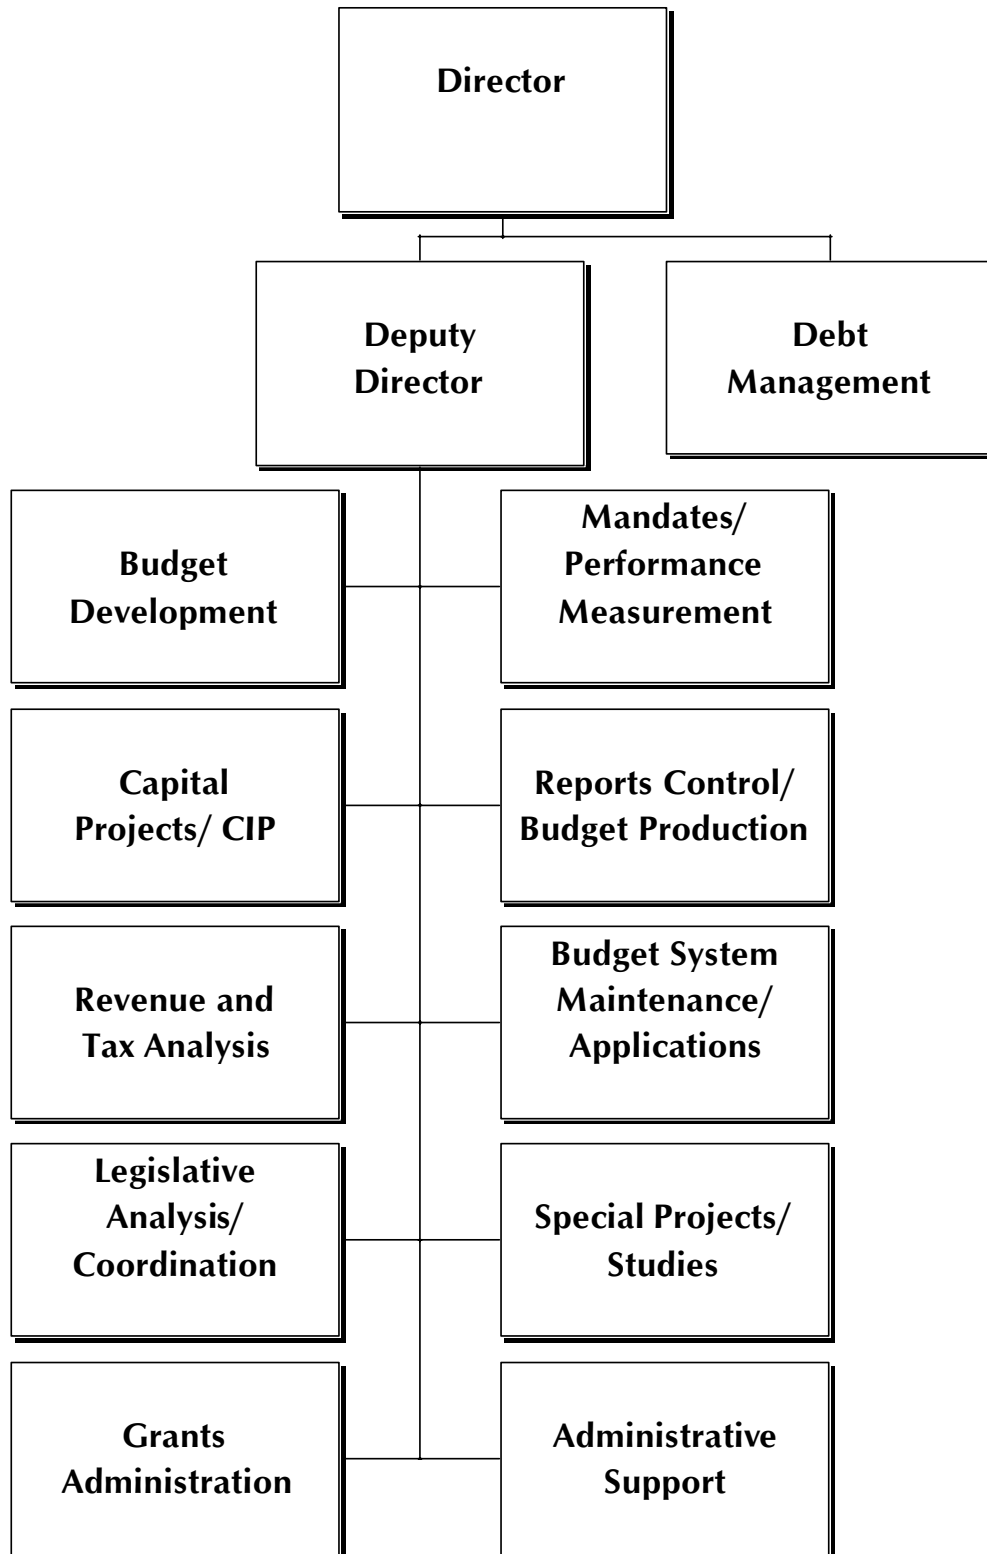 Director
Deputy
Director
Debt
Management
Budget
Development
Mandates/
Performance
Measurement
Capital
Projects/ CIP
Reports Control/
Budget Production
Revenue and
Tax Analysis
Budget System
Maintenance/
Applications
Legislative
Analysis/
Coordination
Special Projects/
Studies
Grants
Administration
Administrative
Support